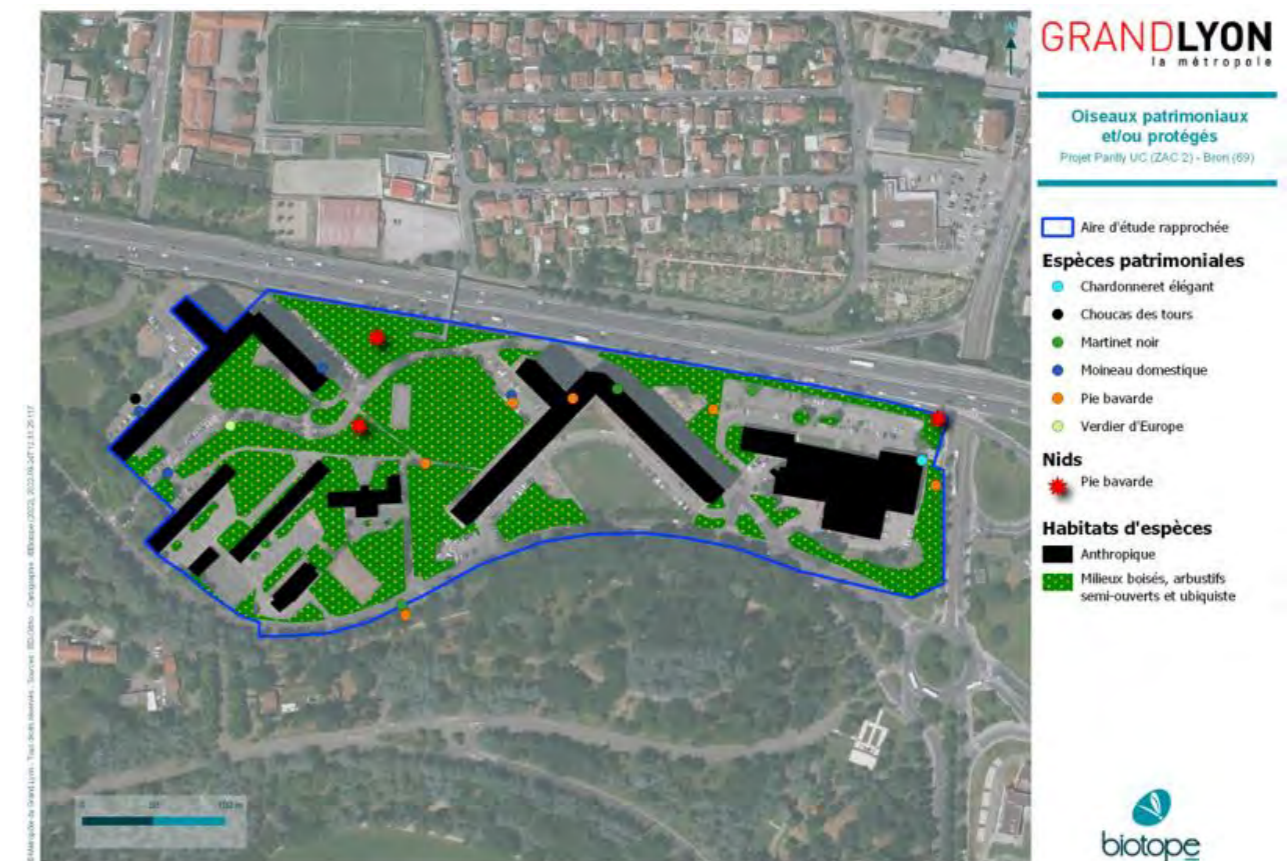 GRANDLYON
la métropole
Oiseaux patrimoniaux
et/ou protégés
Projet Parilly UC (ZAC 2) - Bron (69)
Aire d'étude rapprochée
Espèces patrimoniales
Chardonneret élégant
Choucas des tours
Martinet noir
Moineau domestique
Pie bavarde
Verdier d'Europe
Nids
Pie bavarde
Habitats d'espèces
Anthropique
Milieux boisés, arbustifs
semi-ouverts et ubiquiste
biotope
0
100 m